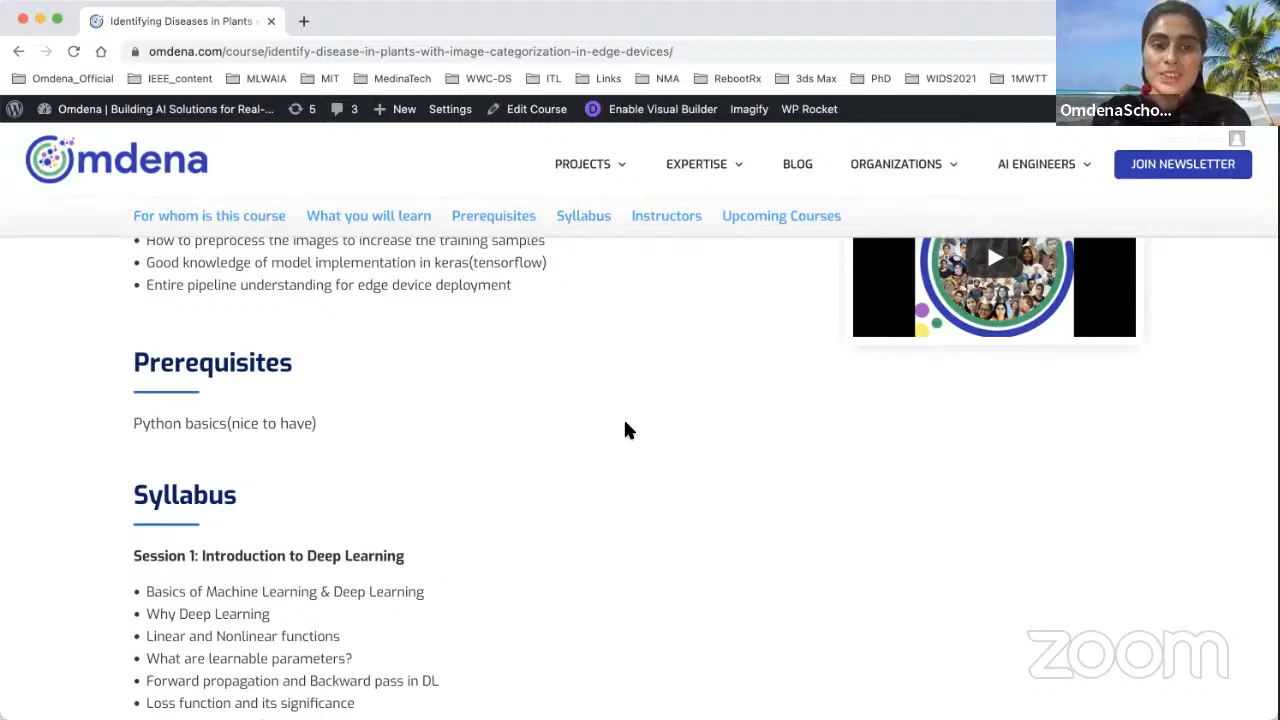 Identifying Diseases in Plants
omdena.com/course/identify-disease-in-plants-with-image-categorization-in-edge-devices/
Omdena_Official IEEE_content MLWAIA MIT MedinaTech WWC-DS ITL Links NMA RebootRx 3ds Max PhD WIDS2021 1MWTT
OmdenaScho...
Omdena | Building AI Solutions for Real-... 5 3 New Settings Edit Course Enable Visual Builder Imagify WP Rocket
Omdena
PROJECTS EXPERTISE BLOG ORGANIZATIONS AI ENGINEERS JOIN NEWSLETTER
For whom is this course What you will learn Prerequisites Syllabus Instructors Upcoming Courses
• How to preprocess the images to increase the training samples
• Good knowledge of model implementation in keras(tensorflow)
• Entire pipeline understanding for edge device deployment
Prerequisites
Python basics(nice to have)
Syllabus
Session 1: Introduction to Deep Learning
• Basics of Machine Learning & Deep Learning
• Why Deep Learning
• Linear and Nonlinear functions
• What are learnable parameters?
• Forward propagation and Backward pass in DL
• Loss function and its significance
zoom